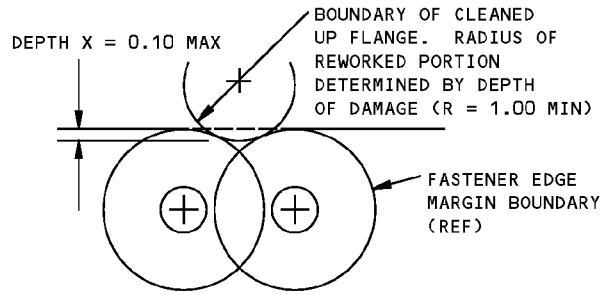 DEPTH X = 0.10 MAX
BOUNDARY OF CLEANED
UP FLANGE. RADIUS OF
REWORKED PORTION
DETERMINED BY DEPTH
OF DAMAGE (R = 1.00 MIN)
FASTENER EDGE
MARGIN BOUNDARY
(REF)